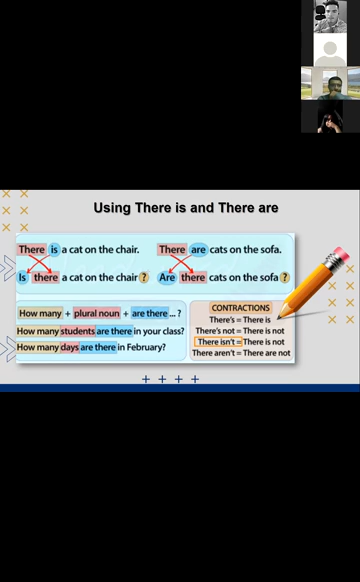 Using There is and There are
There is a cat on the chair. There are cats on the sofa.
Is there a cat on the chair? Are there cats on the sofa?
How many + plural noun + are there ... ?
How many students are there in your class?
How many days are there in February?
CONTRACTIONS
There's = There is
There's not = There is not
There isn't = There is not
There aren't = There are not